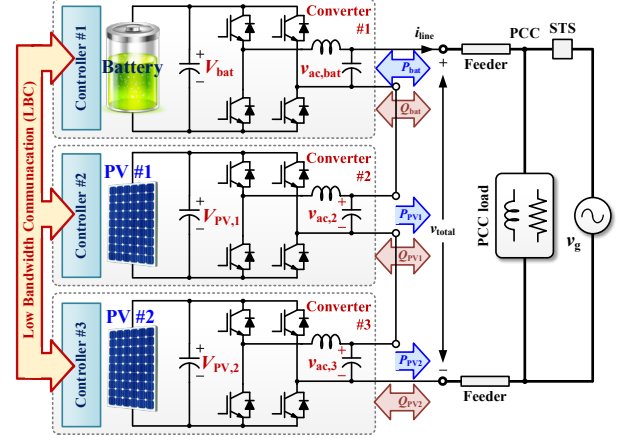 Low Bandwidth Communacation (LBC)
Controller #1
Battery
+
V_bat
−
Converter
#1
v_ac,bat
i_line
P_bat
Q_bat
Feeder
PCC
STS
Controller #2
PV #1
+
V_PV,1
−
Converter
#2
+
v_ac,2
−
P_PV1
Q_PV1
+
v_total
−
PCC load
v_g
Controller #3
PV #2
+
V_PV,2
−
Converter
#3
+
v_ac,3
−
P_PV2
Q_PV2
Feeder